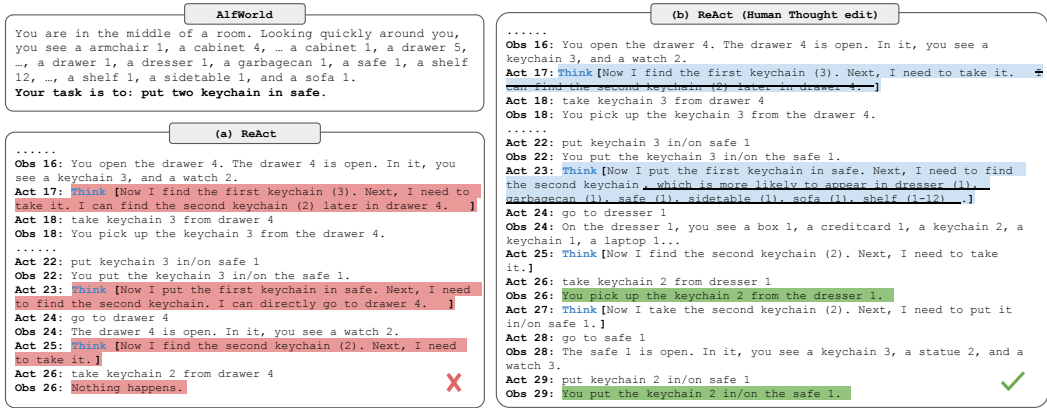 AlfWorld
You are in the middle of a room. Looking quickly around you,
you see a armchair 1, a cabinet 4, … a cabinet 1, a drawer 5,
…, a drawer 1, a dresser 1, a garbagecan 1, a safe 1, a shelf
12, …, a shelf 1, a sidetable 1, and a sofa 1.
Your task is to: put two keychain in safe.
(a) ReAct
......
Obs 16: You open the drawer 4. The drawer 4 is open. In it, you
see a keychain 3, and a watch 2.
Act 17: Think [Now I find the first keychain (3). Next, I need to
take it. I can find the second keychain (2) later in drawer 4. ]
Act 18: take keychain 3 from drawer 4
Obs 18: You pick up the keychain 3 from the drawer 4.
......
Act 22: put keychain 3 in/on safe 1
Obs 22: You put the keychain 3 in/on the safe 1.
Act 23: Think [Now I put the first keychain in safe. Next, I need
to find the second keychain. I can directly go to drawer 4. ]
Act 24: go to drawer 4
Obs 24: The drawer 4 is open. In it, you see a watch 2.
Act 25: Think [Now I find the second keychain (2). Next, I need
to take it.]
Act 26: take keychain 2 from drawer 4
Obs 26: Nothing happens.
(b) ReAct (Human Thought edit)
......
Obs 16: You open the drawer 4. The drawer 4 is open. In it, you see a
keychain 3, and a watch 2.
Act 17: Think [Now I find the first keychain (3). Next, I need to take it. I
can find the second keychain (2) later in drawer 4. ]
Act 18: take keychain 3 from drawer 4
Obs 18: You pick up the keychain 3 from the drawer 4.
......
Act 22: put keychain 3 in/on safe 1
Obs 22: You put the keychain 3 in/on the safe 1.
Act 23: Think [Now I put the first keychain in safe. Next, I need to find
the second keychain , which is more likely to appear in dresser (1),
garbagecan (1), safe (1), sidetable (1), sofa (1), shelf (1-12) .]
Act 24: go to dresser 1
Obs 24: On the dresser 1, you see a box 1, a creditcard 1, a keychain 2, a
keychain 1, a laptop 1...
Act 25: Think [Now I find the second keychain (2). Next, I need to take
it.]
Act 26: take keychain 2 from dresser 1
Obs 26: You pick up the keychain 2 from the dresser 1.
Act 27: Think [Now I take the second keychain (2). Next, I need to put it
in/on safe 1.]
Act 28: go to safe 1
Obs 28: The safe 1 is open. In it, you see a keychain 3, a statue 2, and a
watch 3.
Act 29: put keychain 2 in/on safe 1
Obs 29: You put the keychain 2 in/on the safe 1.